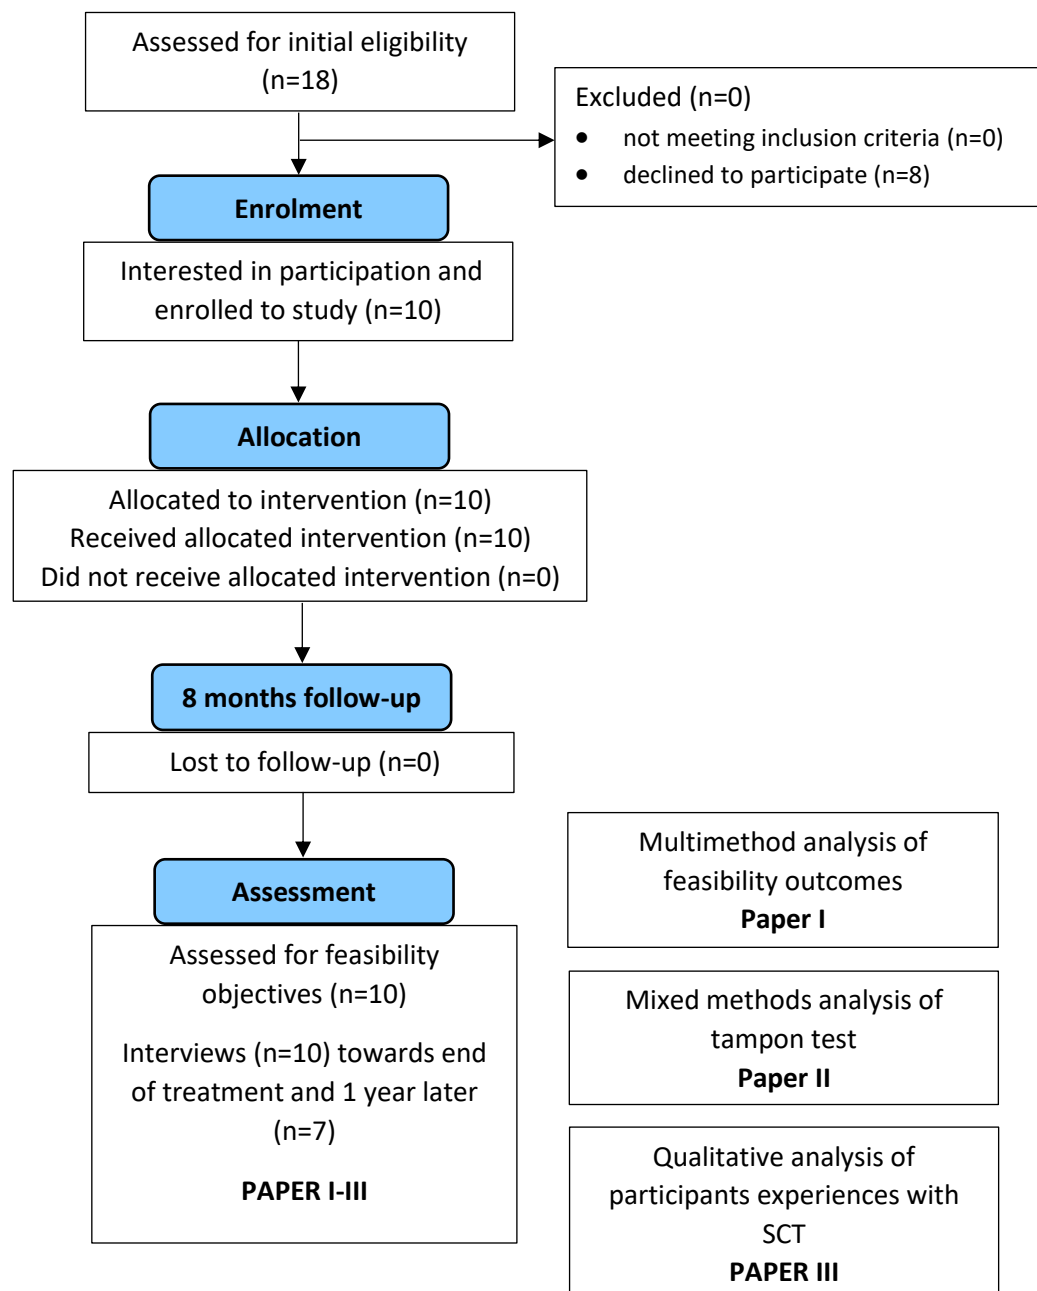 Assessed for initial eligibility
(n=18)
Excluded (n=0)
• not meeting inclusion criteria (n=0)
• declined to participate (n=8)
Enrolment
Interested in participation and
enrolled to study (n=10)
Allocation
Allocated to intervention (n=10)
Received allocated intervention (n=10)
Did not receive allocated intervention (n=0)
8 months follow-up
Lost to follow-up (n=0)
Assessment
Assessed for feasibility
objectives (n=10)
Interviews (n=10) towards end
of treatment and 1 year later
(n=7)
PAPER I-III
Multimethod analysis of
feasibility outcomes
Paper I
Mixed methods analysis of
tampon test
Paper II
Qualitative analysis of
participants experiences with
SCT
PAPER III